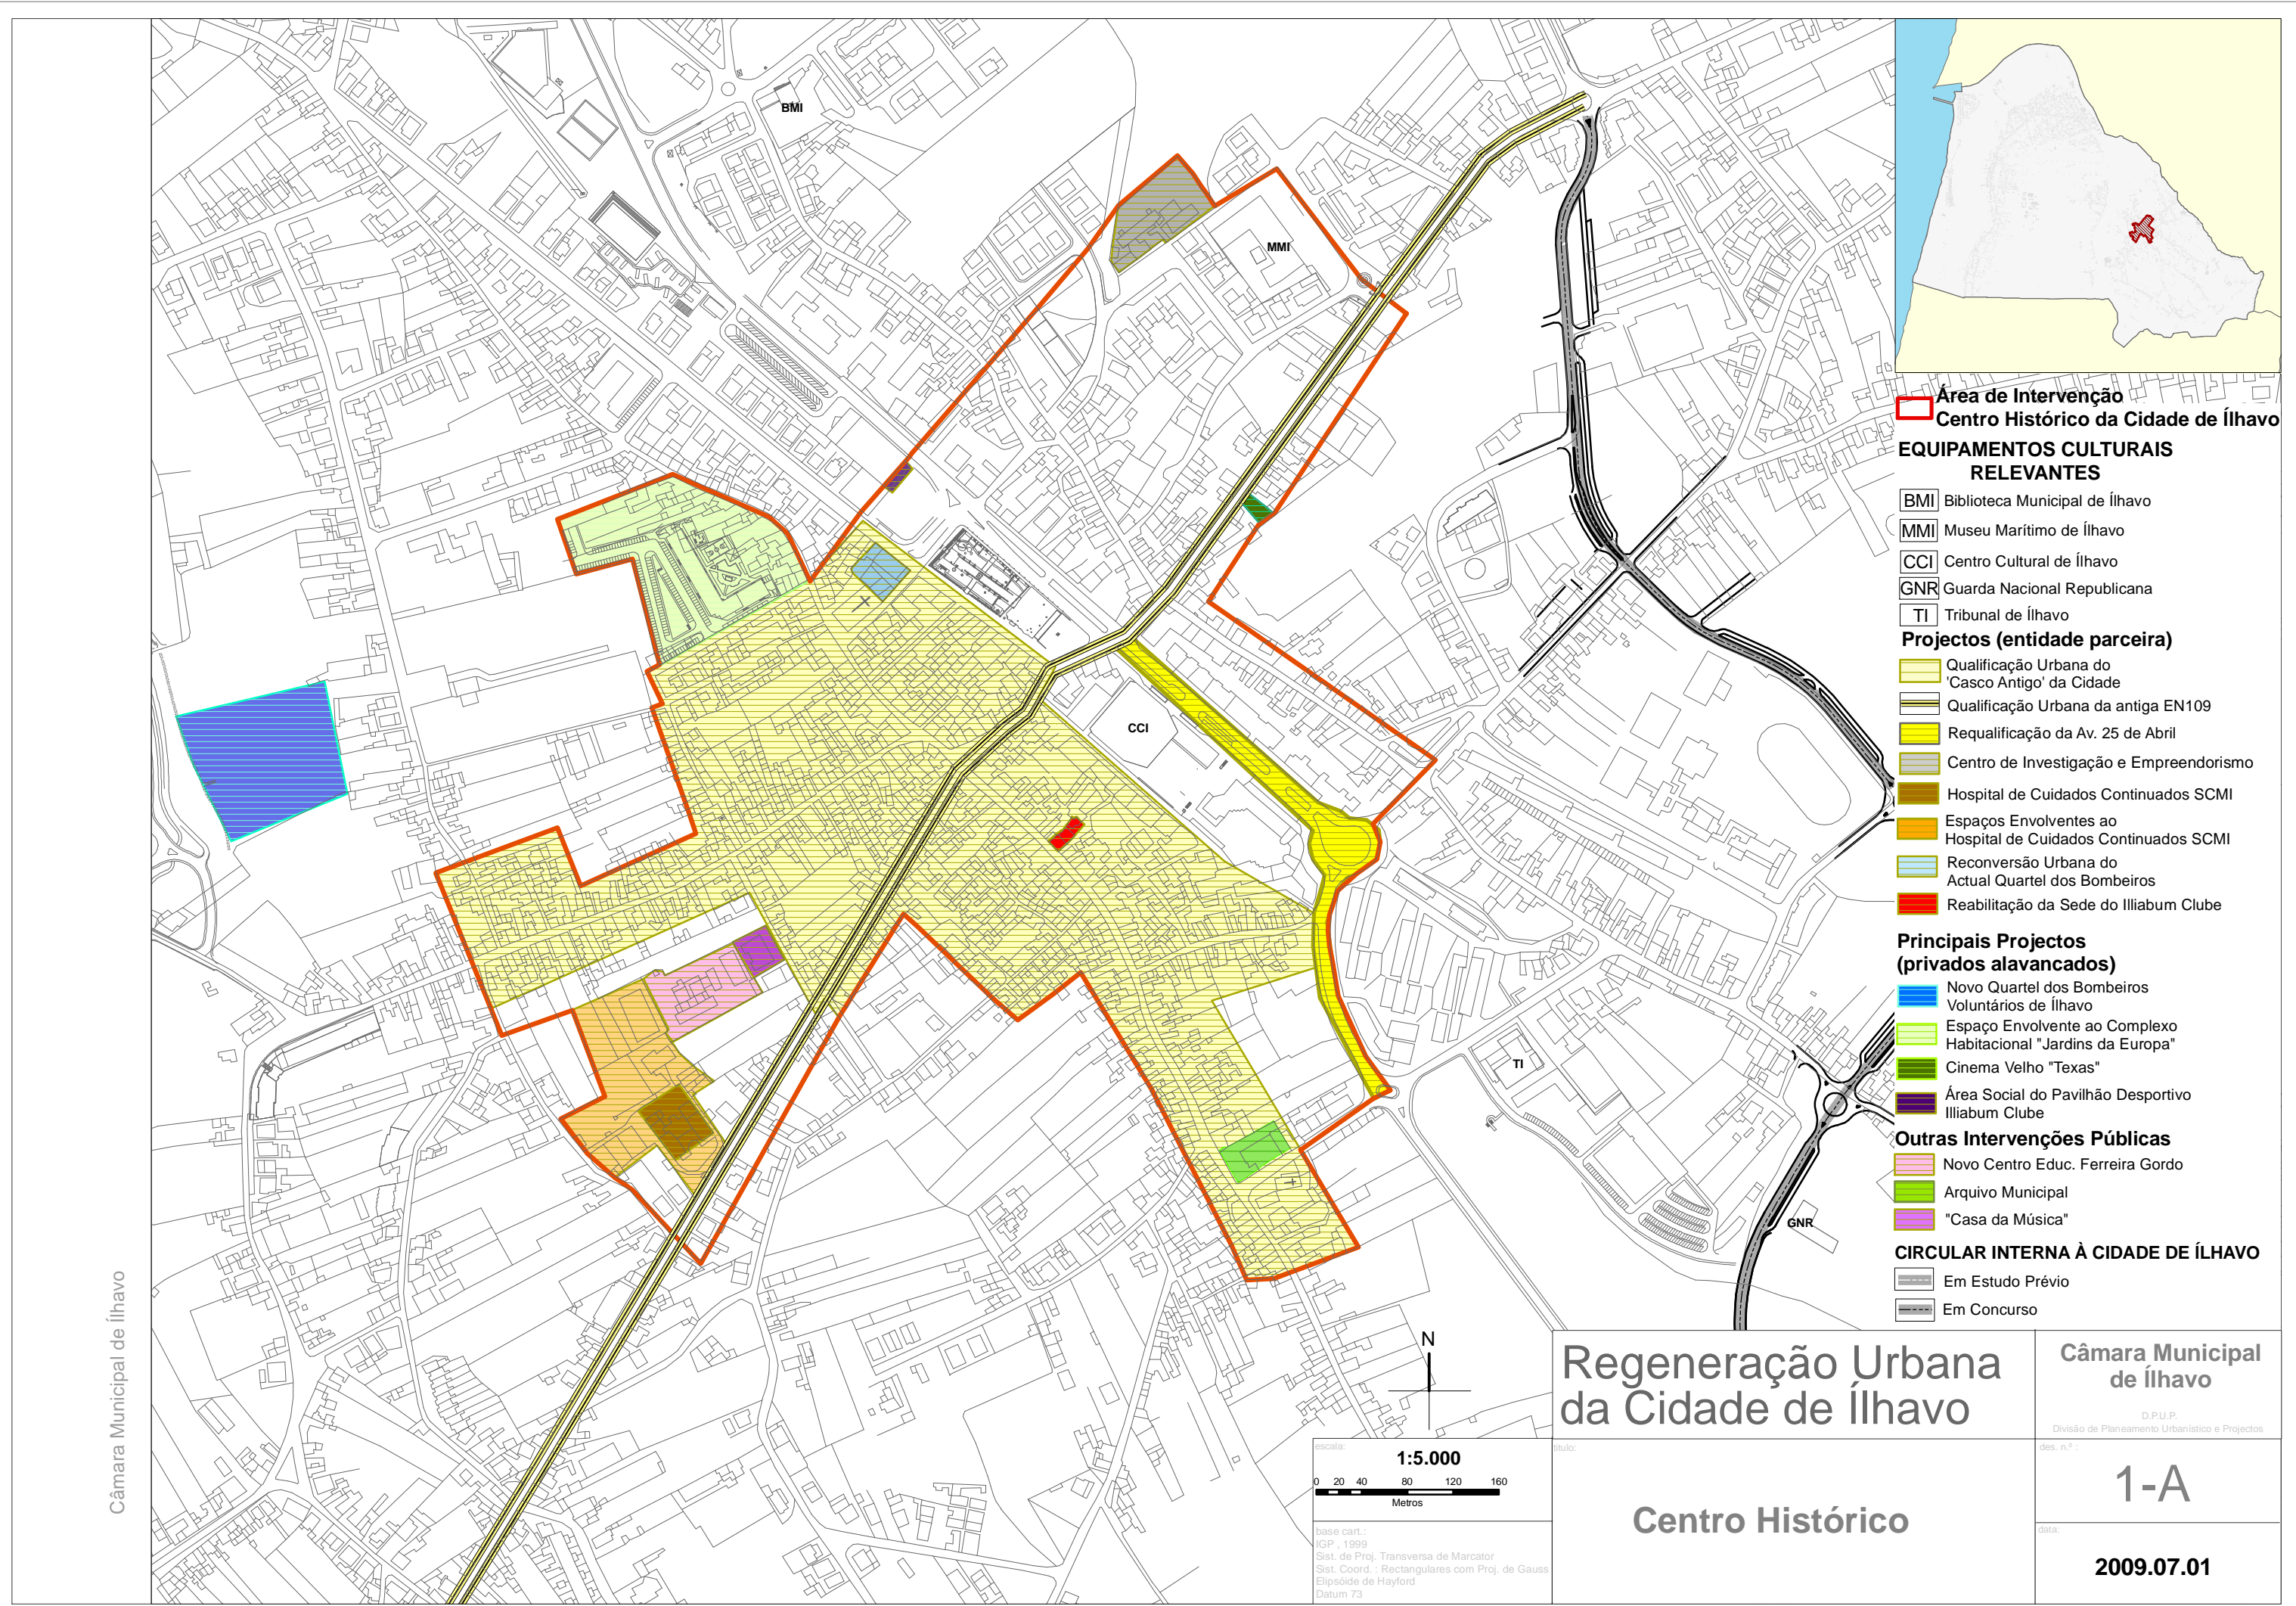 BMI
MMI
CCI
TI
GNR
Área de Intervenção
Centro Histórico da Cidade de Ílhavo
EQUIPAMENTOS CULTURAIS
RELEVANTES
BMI Biblioteca Municipal de Ílhavo
MMI Museu Marítimo de Ílhavo
CCI Centro Cultural de Ílhavo
GNR Guarda Nacional Republicana
TI Tribunal de Ílhavo
Projectos (entidade parceira)
Qualificação Urbana do
'Casco Antigo' da Cidade
Qualificação Urbana da antiga EN109
Requalificação da Av. 25 de Abril
Centro de Investigação e Empreendorismo
Hospital de Cuidados Continuados SCMI
Espaços Envolventes ao
Hospital de Cuidados Continuados SCMI
Reconversão Urbana do
Actual Quartel dos Bombeiros
Reabilitação da Sede do Illiabum Clube
Principais Projectos
(privados alavancados)
Novo Quartel dos Bombeiros
Voluntários de Ílhavo
Espaço Envolvente ao Complexo
Habitacional "Jardins da Europa"
Cinema Velho "Texas"
Área Social do Pavilhão Desportivo
Illiabum Clube
Outras Intervenções Públicas
Novo Centro Educ. Ferreira Gordo
Arquivo Municipal
"Casa da Música"
CIRCULAR INTERNA À CIDADE DE ÍLHAVO
Em Estudo Prévio
Em Concurso
N
Regeneração Urbana
da Cidade de Ílhavo
Câmara Municipal
de Ílhavo
D.P.U.P.
Divisão de Planeamento Urbanístico e Projectos
escala:
1:5.000
0 20 40 80 120 160
Metros
base cart.:
IGP , 1999
Sist. de Proj. Transversa de Marcator
Sist. Coord. : Rectangulares com Proj. de Gauss
Elipsóide de Hayford
Datum 73
título:
Centro Histórico
des. n.º :
1-A
data:
2009.07.01
Câmara Municipal de Ílhavo